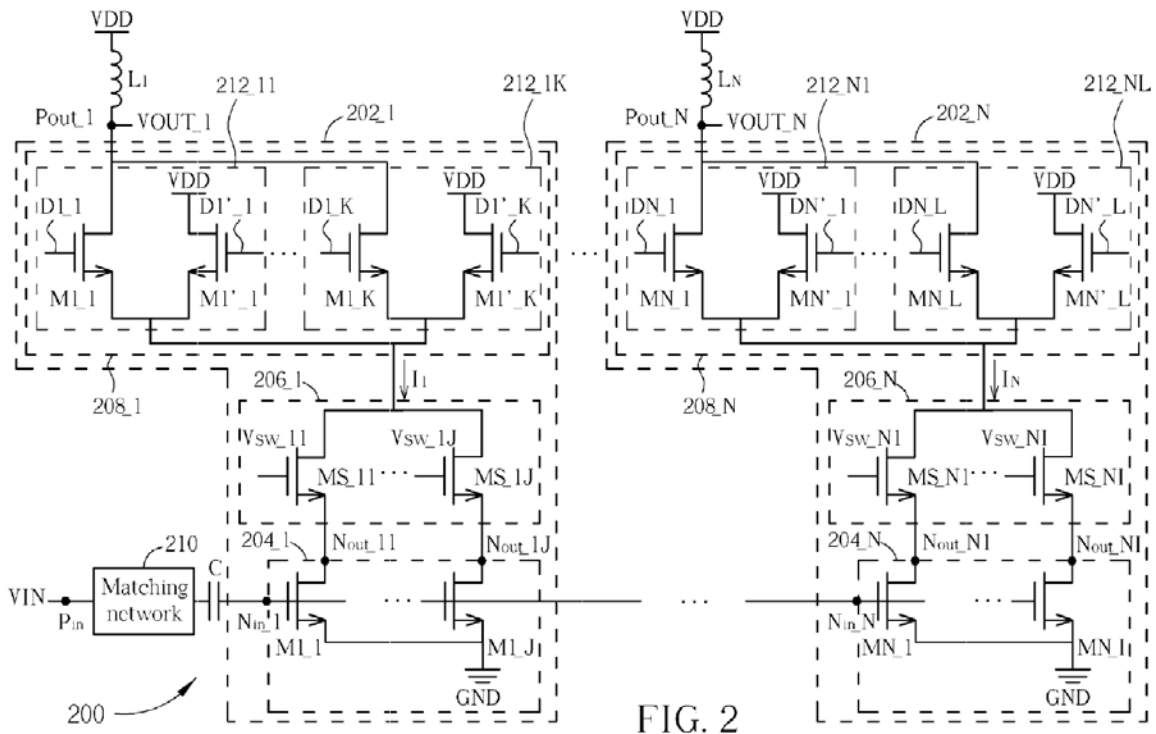 VDD VDD
L1 LN
212_11 212_1K 212_N1 212_NL
Pout_1 VOUT_1 202_1 Pout_N VOUT_N 202_N
VDD VDD VDD VDD
D1_1 D1'_1 D1_K D1'_K DN_1 DN'_1 DN_L DN'_L
... ... ... ...
M1_1 M1'_1 M1_K M1'_K MN_1 MN'_1 MN_L MN'_L
208_1 206_1 I1 208_N 206_N IN
VSW_11 VSW_1J VSW_N1 VSW_NI
MS_11 ... MS_1J MS_N1 ... MS_NI
210 204_1 Nout_11 Nout_1J 204_N Nout_N1 Nout_NI
C
VIN Pin Matching network Nin_1 ... ... Nin_N ...
M1_1 M1_J MN_1 MN_I
GND GND
200
FIG. 2